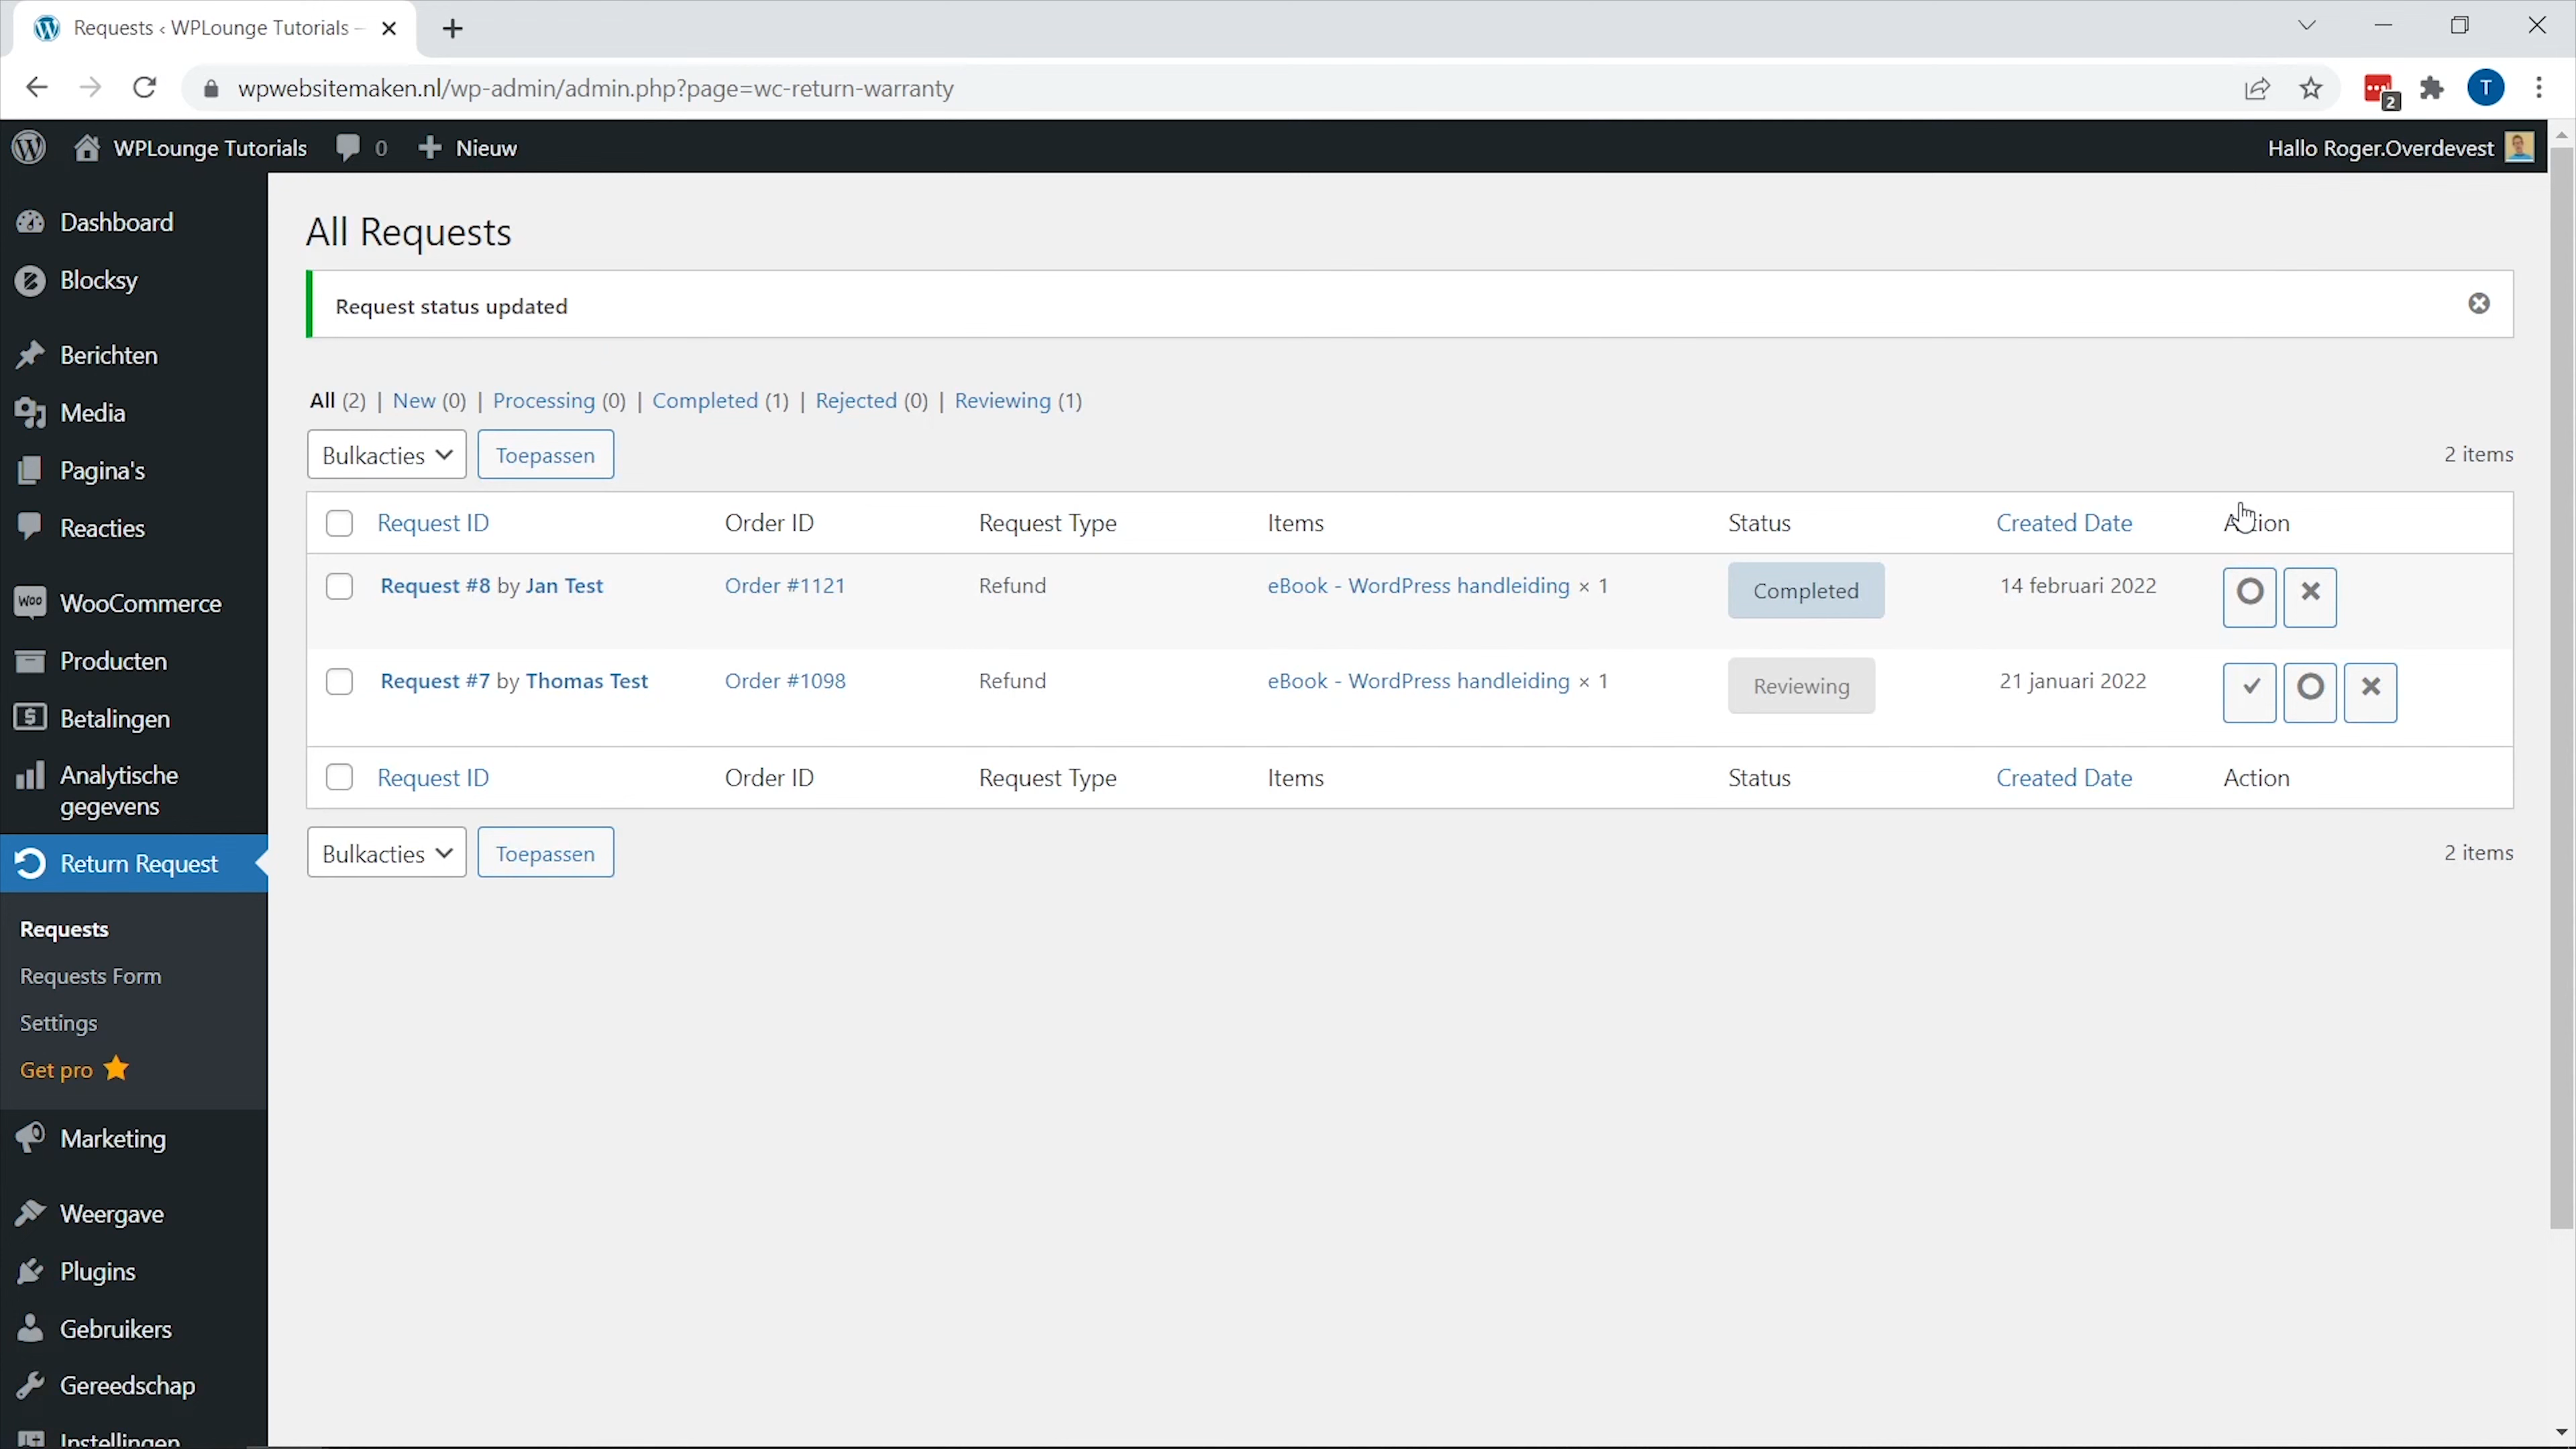 Requests ‹ WPLounge Tutorials –
wpwebsitemaken.nl/wp-admin/admin.php?page=wc-return-warranty
2
T
WPLounge Tutorials 0 Nieuw
Hallo Roger.Overdevest
Dashboard
Blocksy
Berichten
Media
Pagina's
Reacties
Woo WooCommerce
Producten
Betalingen
Analytische
gegevens
Return Request
Requests
Requests Form
Settings
Get pro
Marketing
Weergave
Plugins
Gebruikers
Gereedschap
Instellingen
All Requests
Request status updated
All (2) | New (0) | Processing (0) | Completed (1) | Rejected (0) | Reviewing (1)
Bulkacties Toepassen 2 items
Request ID Order ID Request Type Items Status Created Date Action
Request #8 by Jan Test Order #1121 Refund eBook - WordPress handleiding × 1 Completed 14 februari 2022
Request #7 by Thomas Test Order #1098 Refund eBook - WordPress handleiding × 1 Reviewing 21 januari 2022
Request ID Order ID Request Type Items Status Created Date Action
Bulkacties Toepassen 2 items